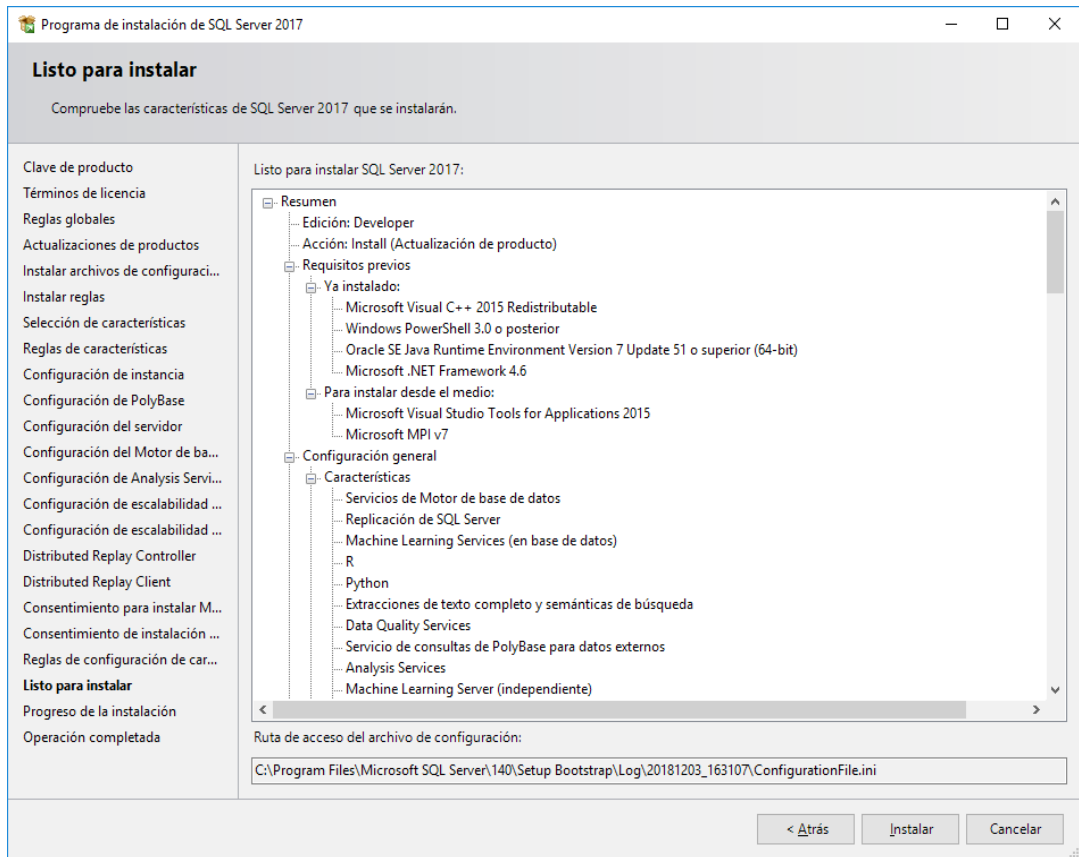 Programa de instalación de SQL Server 2017
Listo para instalar
Compruebe las características de SQL Server 2017 que se instalarán.
Clave de producto
Términos de licencia
Reglas globales
Actualizaciones de productos
Instalar archivos de configuraci...
Instalar reglas
Selección de características
Reglas de características
Configuración de instancia
Configuración de PolyBase
Configuración del servidor
Configuración del Motor de ba...
Configuración de Analysis Servi...
Configuración de escalabilidad ...
Configuración de escalabilidad ...
Distributed Replay Controller
Distributed Replay Client
Consentimiento para instalar M...
Consentimiento de instalación ...
Reglas de configuración de car...
Listo para instalar
Progreso de la instalación
Operación completada
Listo para instalar SQL Server 2017:
Resumen
Edición: Developer
Acción: Install (Actualización de producto)
Requisitos previos
Ya instalado:
Microsoft Visual C++ 2015 Redistributable
Windows PowerShell 3.0 o posterior
Oracle SE Java Runtime Environment Version 7 Update 51 o superior (64-bit)
Microsoft .NET Framework 4.6
Para instalar desde el medio:
Microsoft Visual Studio Tools for Applications 2015
Microsoft MPI v7
Configuración general
Características
Servicios de Motor de base de datos
Replicación de SQL Server
Machine Learning Services (en base de datos)
R
Python
Extracciones de texto completo y semánticas de búsqueda
Data Quality Services
Servicio de consultas de PolyBase para datos externos
Analysis Services
Machine Learning Server (independiente)
Ruta de acceso del archivo de configuración:
C:\Program Files\Microsoft SQL Server\140\Setup Bootstrap\Log\20181203_163107\ConfigurationFile.ini
< Atrás
Instalar
Cancelar